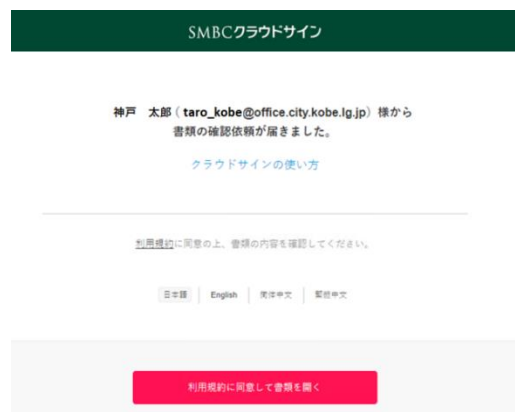 SMBCクラウドサイン
神戸　太郎（taro_kobe@office.city.kobe.lg.jp）様から
書類の確認依頼が届きました。
クラウドサインの使い方
利用規約に同意の上、書類の内容を確認してください。
日本語 | English | 简体中文 | 繁體中文
利用規約に同意して書類を開く